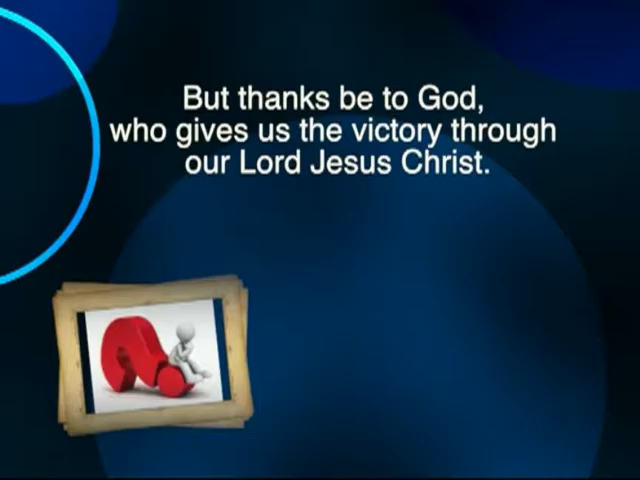 But thanks be to God,
who gives us the victory through
our Lord Jesus Christ.